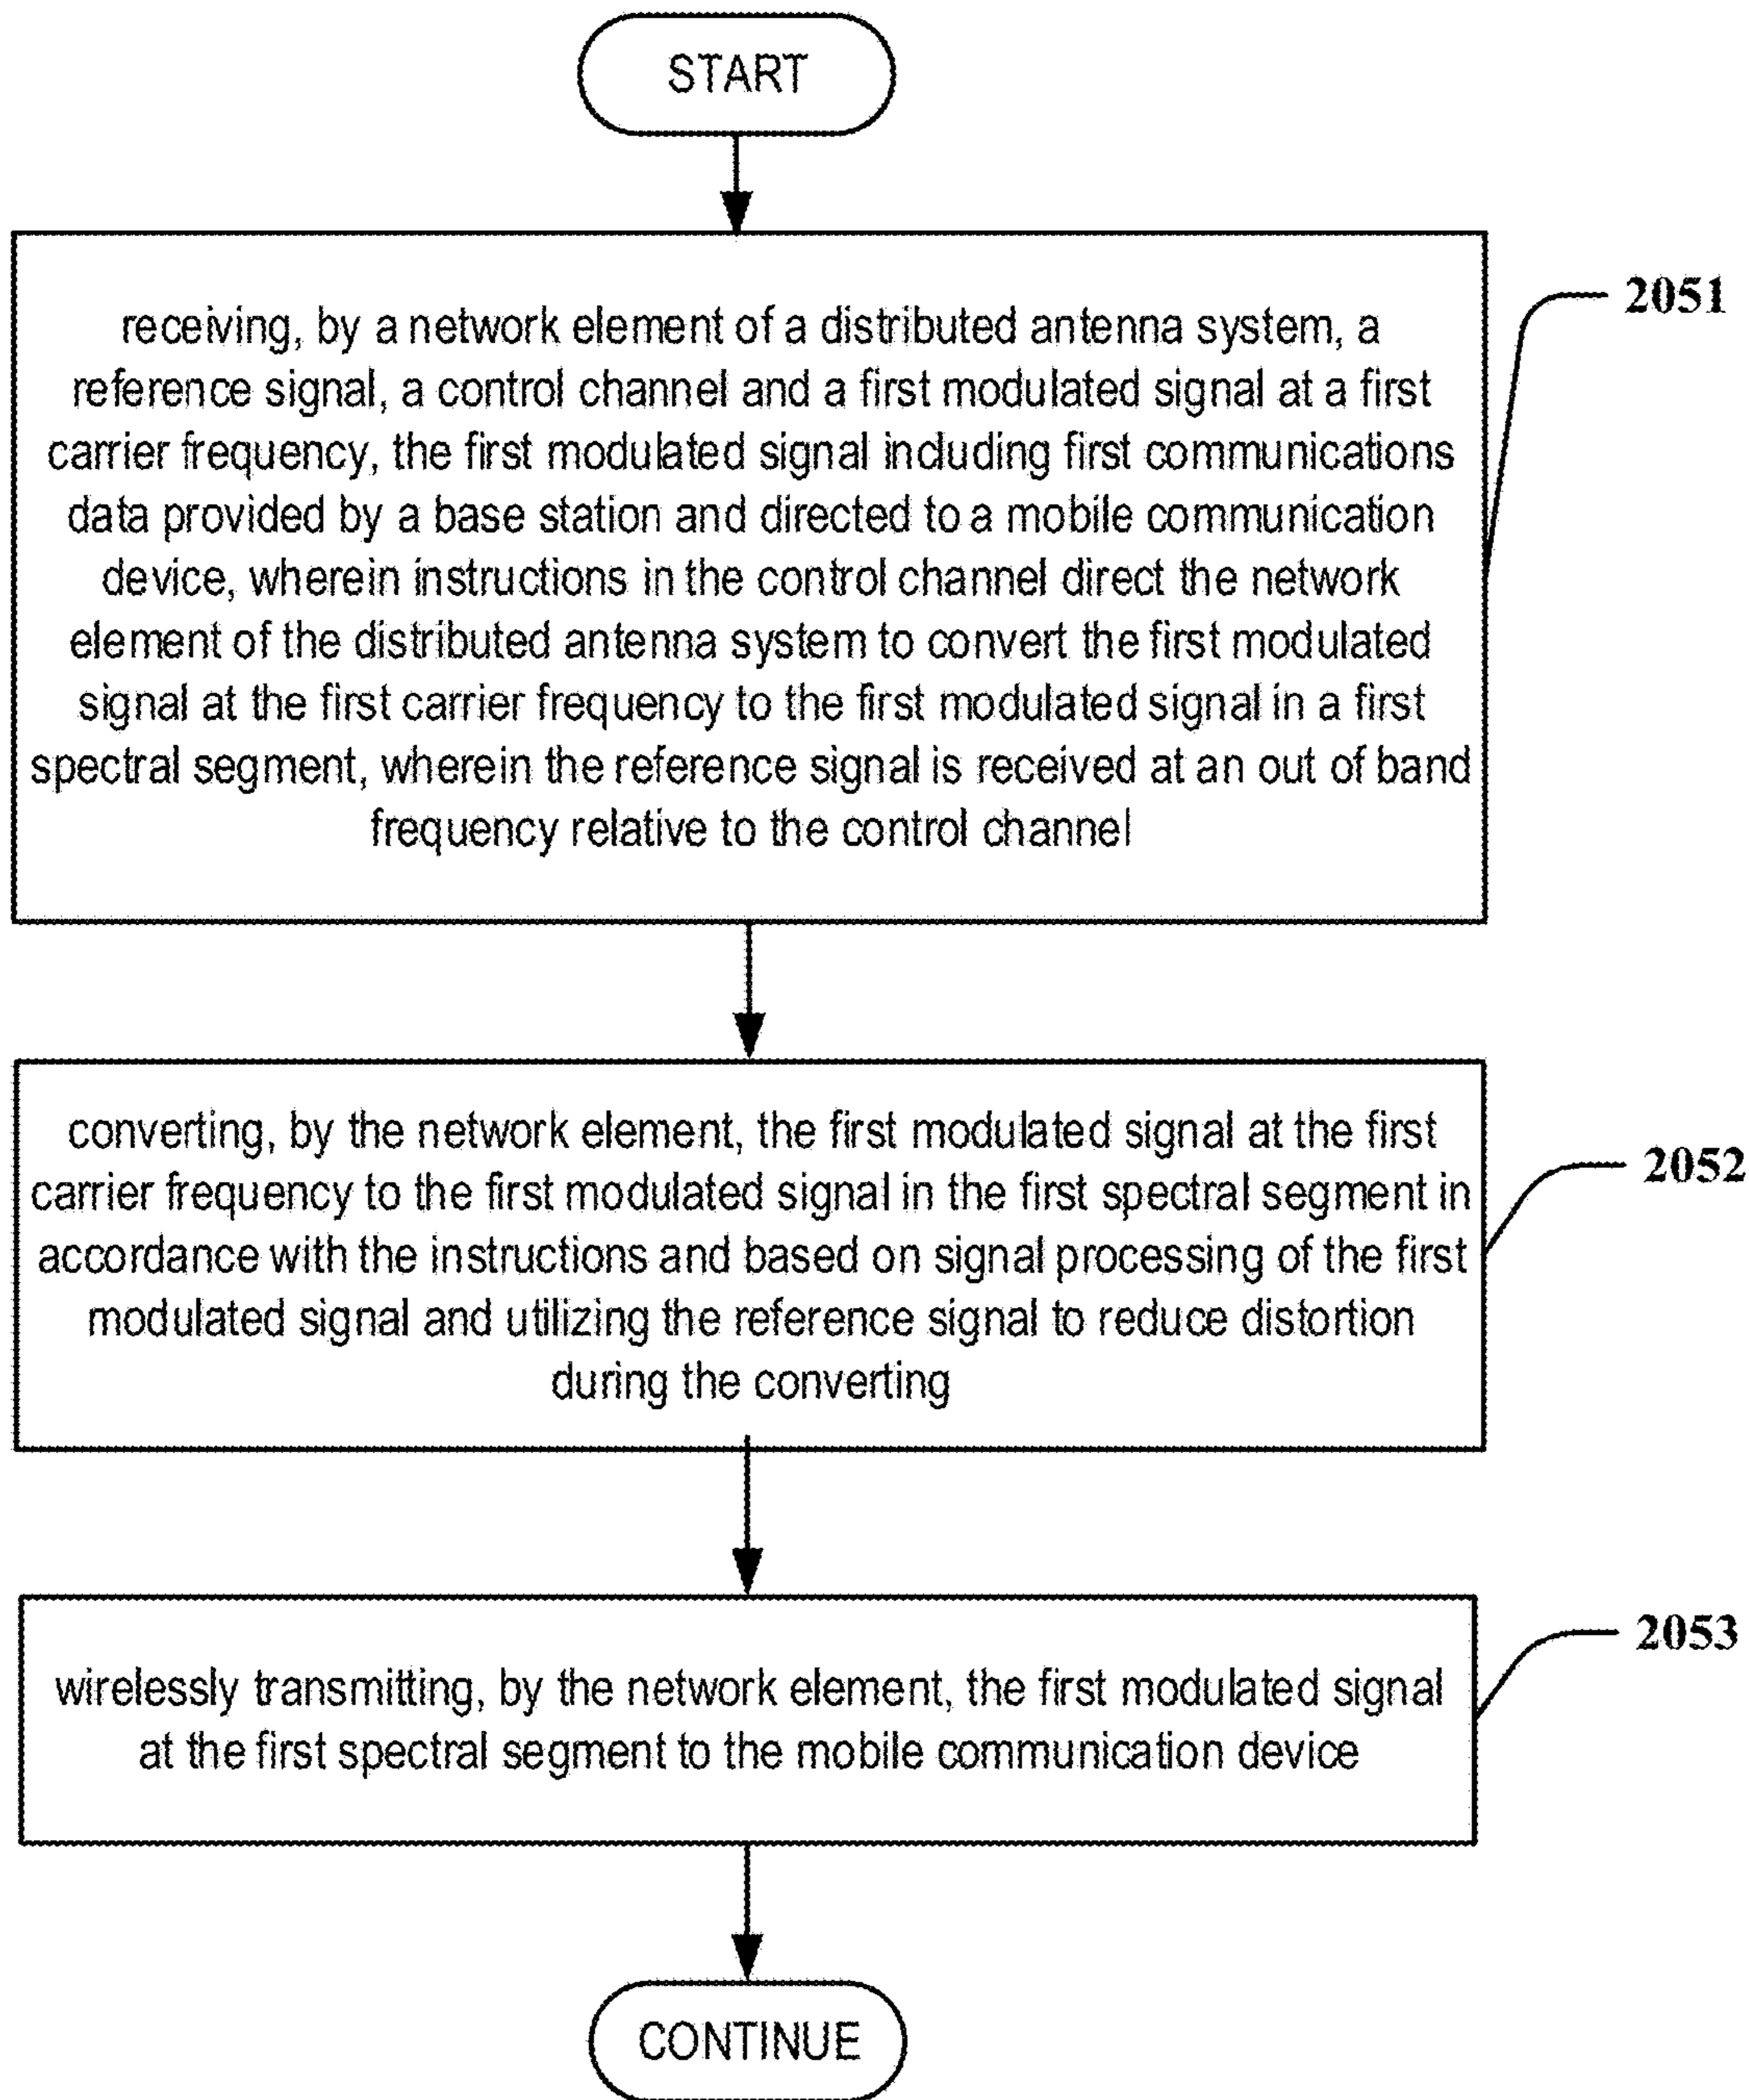 START
receiving, by a network element of a distributed antenna system, a
reference signal, a control channel and a first modulated signal at a first
carrier frequency, the first modulated signal including first communications
data provided by a base station and directed to a mobile communication
device, wherein instructions in the control channel direct the network
element of the distributed antenna system to convert the first modulated
signal at the first carrier frequency to the first modulated signal in a first
spectral segment, wherein the reference signal is received at an out of band
frequency relative to the control channel
2051
converting, by the network element, the first modulated signal at the first
carrier frequency to the first modulated signal in the first spectral segment in
accordance with the instructions and based on signal processing of the first
modulated signal and utilizing the reference signal to reduce distortion
during the converting
2052
wirelessly transmitting, by the network element, the first modulated signal
at the first spectral segment to the mobile communication device
2053
CONTINUE